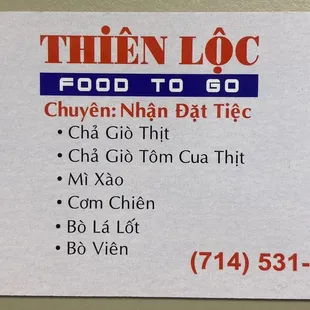 THIÊN LỘC
FOOD TO GO
Chuyên: Nhận Đặt Tiệc
• Chả Giò Thịt
• Chả Giò Tôm Cua Thịt
• Mì Xào
• Cơm Chiên
• Bò Lá Lốt
• Bò Viên
(714) 531-